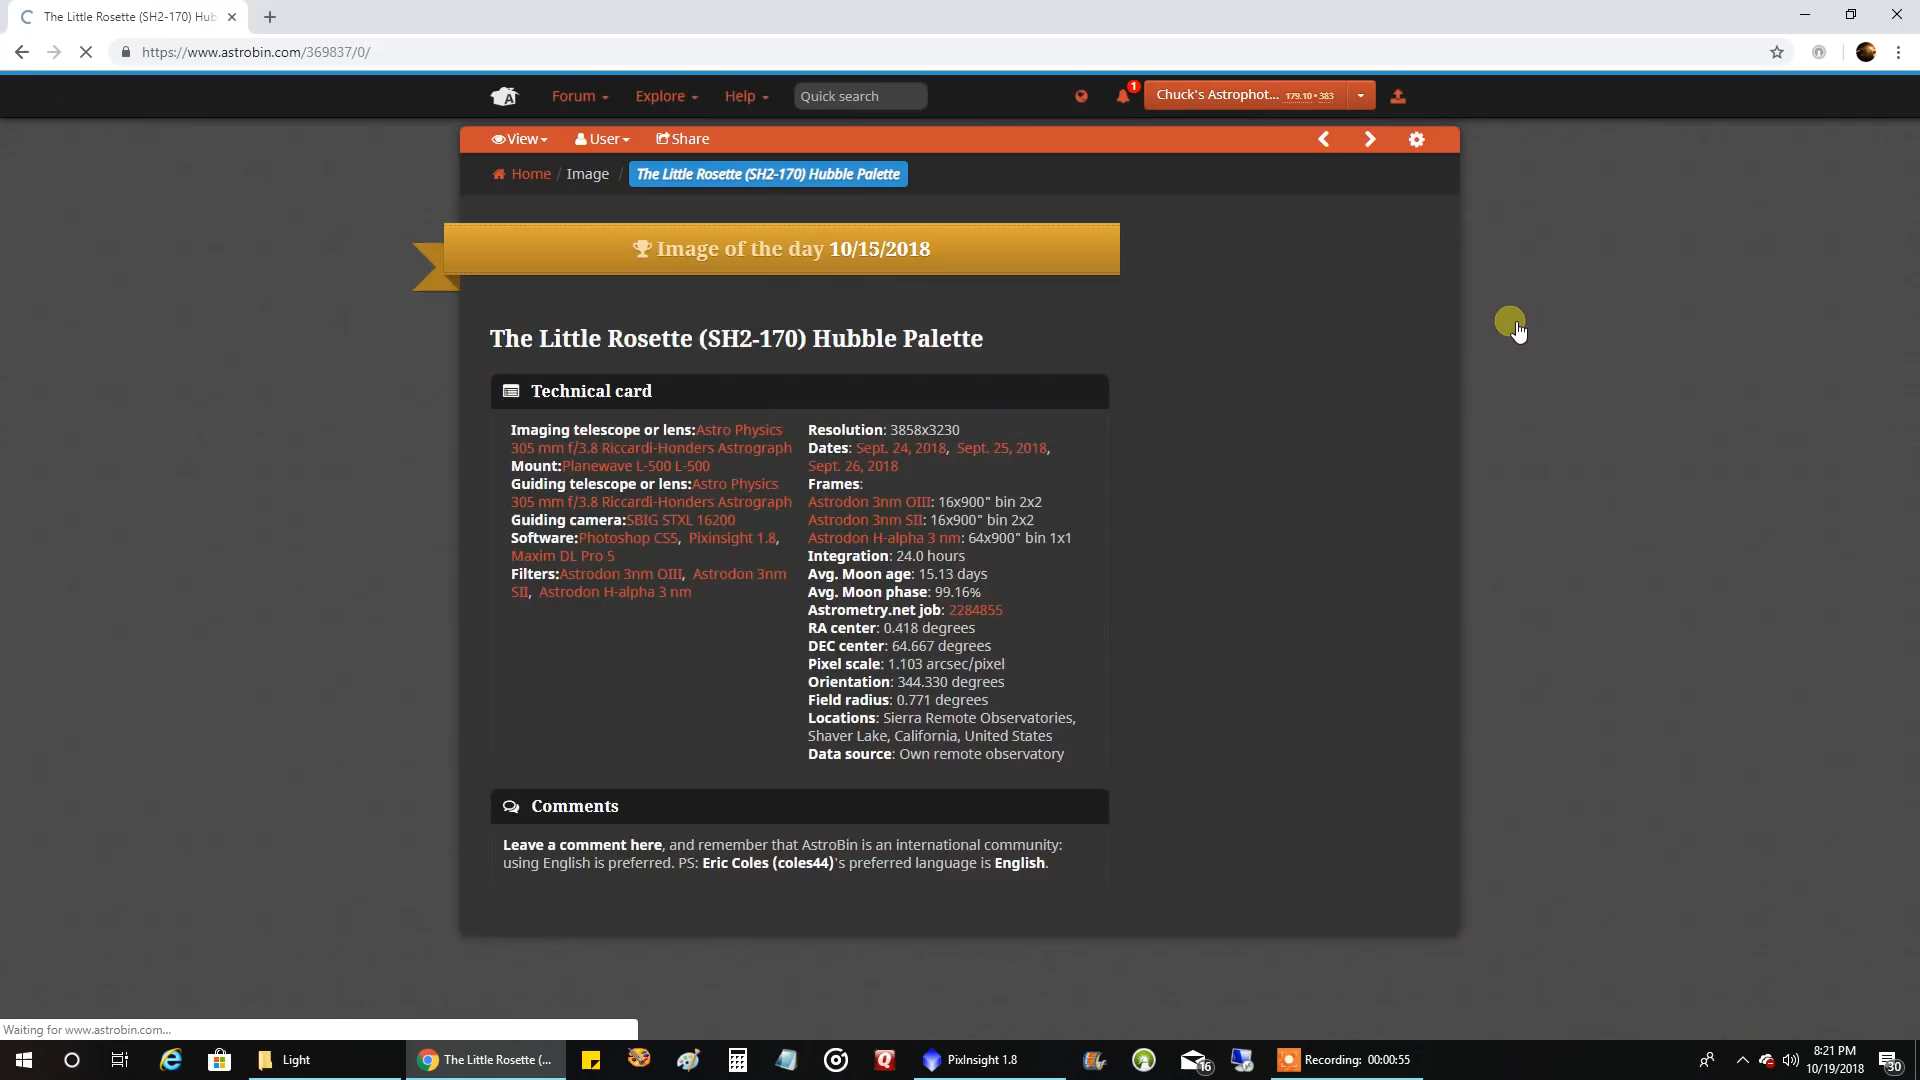 The Little Rosette (SH2-170) Hub
https://www.astrobin.com/369837/0/
A
Forum
Explore
Help
Quick search
1
Chuck's Astrophot... 179.10 • 383
View
User
Share
Home / Image / The Little Rosette (SH2-170) Hubble Palette
Image of the day 10/15/2018
The Little Rosette (SH2-170) Hubble Palette
Technical card
Imaging telescope or lens:Astro Physics
305 mm f/3.8 Riccardi-Honders Astrograph
Mount:Planewave L-500 L-500
Guiding telescope or lens:Astro Physics
305 mm f/3.8 Riccardi-Honders Astrograph
Guiding camera:SBIG STXL 16200
Software:Photoshop CS5, Pixinsight 1.8,
Maxim DL Pro 5
Filters:Astrodon 3nm OIII, Astrodon 3nm
SII, Astrodon H-alpha 3 nm
Resolution: 3858x3230
Dates: Sept. 24, 2018, Sept. 25, 2018,
Sept. 26, 2018
Frames:
Astrodon 3nm OIII: 16x900" bin 2x2
Astrodon 3nm SII: 16x900" bin 2x2
Astrodon H-alpha 3 nm: 64x900" bin 1x1
Integration: 24.0 hours
Avg. Moon age: 15.13 days
Avg. Moon phase: 99.16%
Astrometry.net job: 2284855
RA center: 0.418 degrees
DEC center: 64.667 degrees
Pixel scale: 1.103 arcsec/pixel
Orientation: 344.330 degrees
Field radius: 0.771 degrees
Locations: Sierra Remote Observatories,
Shaver Lake, California, United States
Data source: Own remote observatory
Comments
Leave a comment here, and remember that AstroBin is an international community:
using English is preferred. PS: Eric Coles (coles44)'s preferred language is English.
Waiting for www.astrobin.com...
Light
The Little Rosette (...
Q
PixInsight 1.8
16
Recording: 00:00:55
8:21 PM
10/19/2018
30